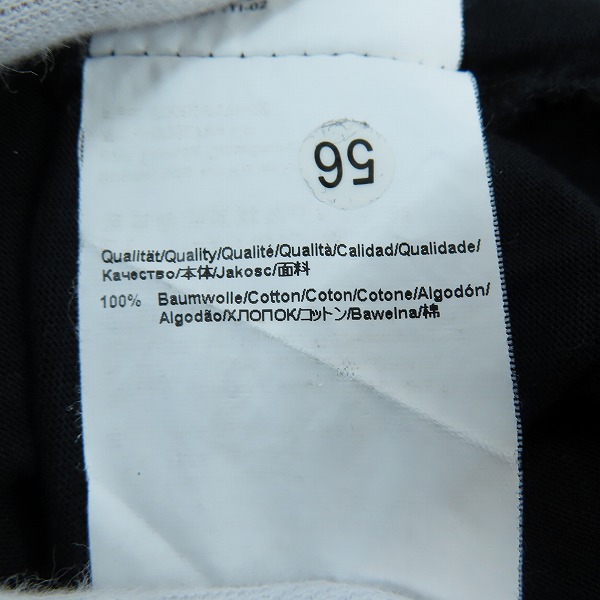 56
Qualität/Quality/Qualité/Qualità/Calidad/Qualidade/
Качество/本体/Jakosc/面料
100% Baumwolle/Cotton/Coton/Cotone/Algodón/
Algodão/ХЛОПОК/コットン/Bawelna/棉